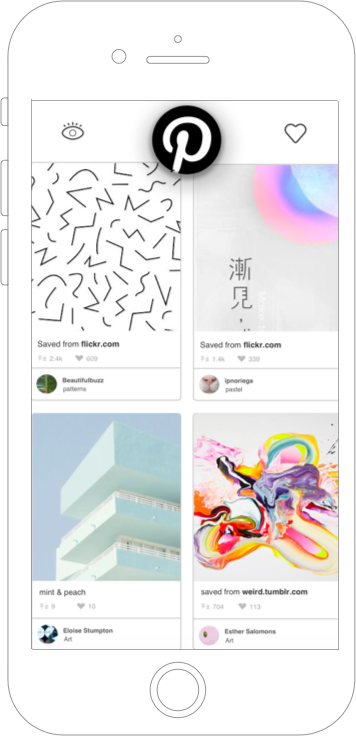 漸
見，
Saved from flickr.com
2.4k 609
Beautifulbuzz
patterns
Saved from flickr.com
1.4k 339
ipnoriega
pastel
mint & peach
9 10
Eloise Stumpton
Art
saved from weird.tumblr.com
704 113
Esther Salomons
Art